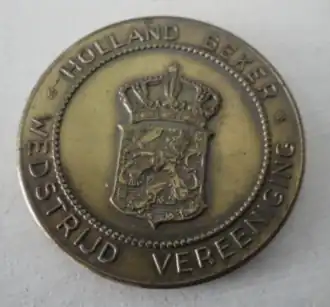 HOLLAND BEKER
WEDSTRIJD VEREENIGING